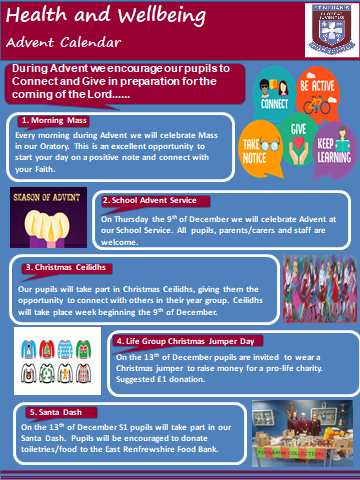 Health and Wellbeing
Advent Calendar
ST NINIAN'S
During Advent we encourage our pupils to
Connect and Give in preparation for the
coming of the Lord......
CONNECT
BE ACTIVE
TAKE NOTICE
GIVE
KEEP LEARNING
1. Morning Mass
Every morning during Advent we will celebrate Mass
in our Oratory. This is an excellent opportunity to
start your day on a positive note and connect with
your Faith.
SEASON OF ADVENT
2. School Advent Service
On Thursday the 9th of December we will celebrate Advent at
our School Service. All pupils, parents/carers and staff are
welcome.
3. Christmas Ceilidhs
Our pupils will take part in Christmas Ceilidhs, giving them the
opportunity to connect with others in their year group. Ceilidhs
will take place week beginning the 9th of December.
4. Life Group Christmas Jumper Day
On the 13th of December pupils are invited to wear a
Christmas jumper to raise money for a pro-life charity.
Suggested £1 donation.
5. Santa Dash
On the 13th of December S1 pupils will take part in our
Santa Dash. Pupils will be encouraged to donate
toiletries/food to the East Renfrewshire Food Bank.
FOODBANK COLLECTION